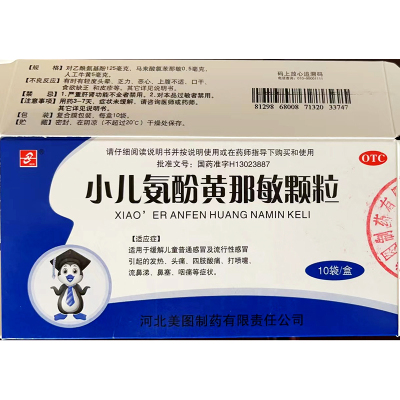 【规 格】对乙酰氨基酚125毫克, 马来酸氯苯那敏0.5毫克,
人工牛黄5毫克。
【不良反应】有时有轻度头晕、乏力、恶心、上腹不适、口干、
食欲缺乏和皮疹等, 其它详见说明书。
【禁 忌】1.严重肝肾功能不全者禁用。2.对本品过敏者禁用。
【注意事项】用药3-7天, 症状未缓解, 请咨询医师或药师。
其它详见说明书。
【包 装】复合膜包装, 每盒10袋。
【贮 藏】密封, 在阴凉(不超过20℃)干燥处保存。
码上放心追溯码
81298 68008 71320 33747
请仔细阅读说明书并按说明使用或在药师指导下购买和使用
批准文号: 国药准字H13023887
OTC
小儿氨酚黄那敏颗粒
XIAO' ER ANFEN HUANG NAMIN KELI
【适应症】
适用于缓解儿童普通感冒及流行性感冒
引起的发热、头痛、四肢酸痛、打喷嚏、
流鼻涕、鼻塞、咽痛等症状。
10袋/盒
河北美图制药有限责任公司